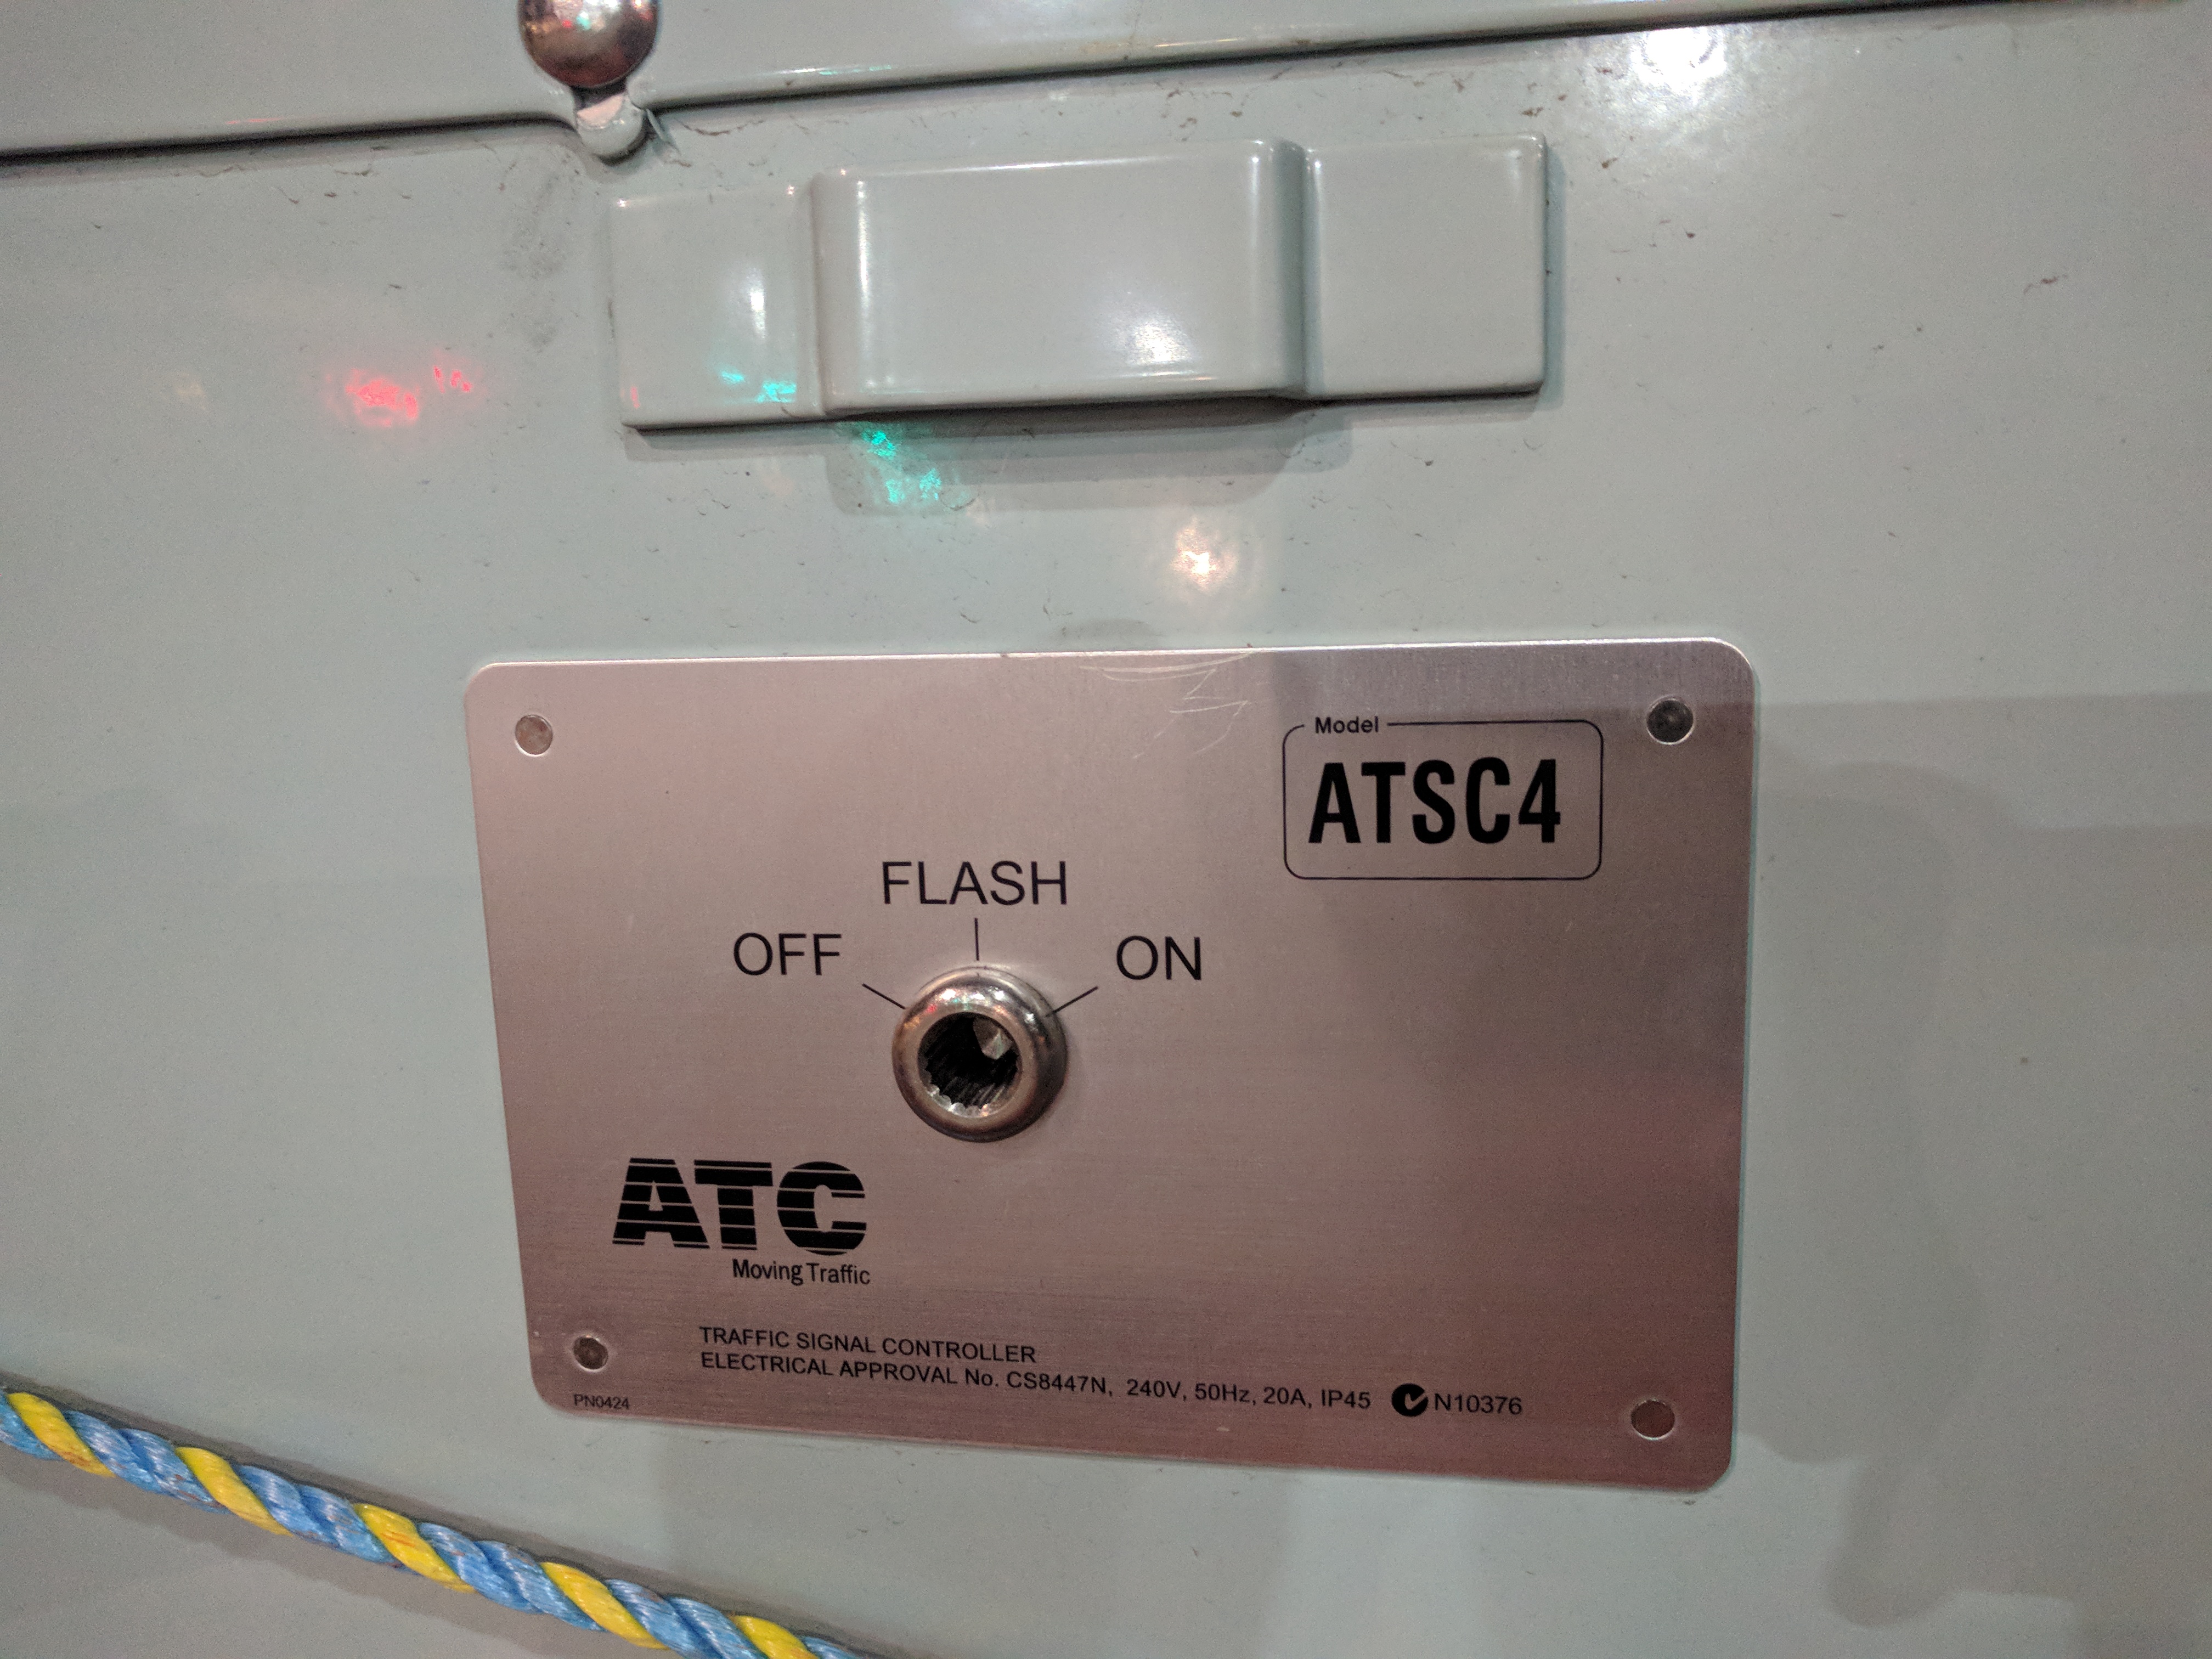 Model
ATSC4
FLASH
OFF
ON
ATC
Moving Traffic
TRAFFIC SIGNAL CONTROLLER
ELECTRICAL APPROVAL No. CS8447N, 240V, 50Hz, 20A, IP45 N10376
PN0424